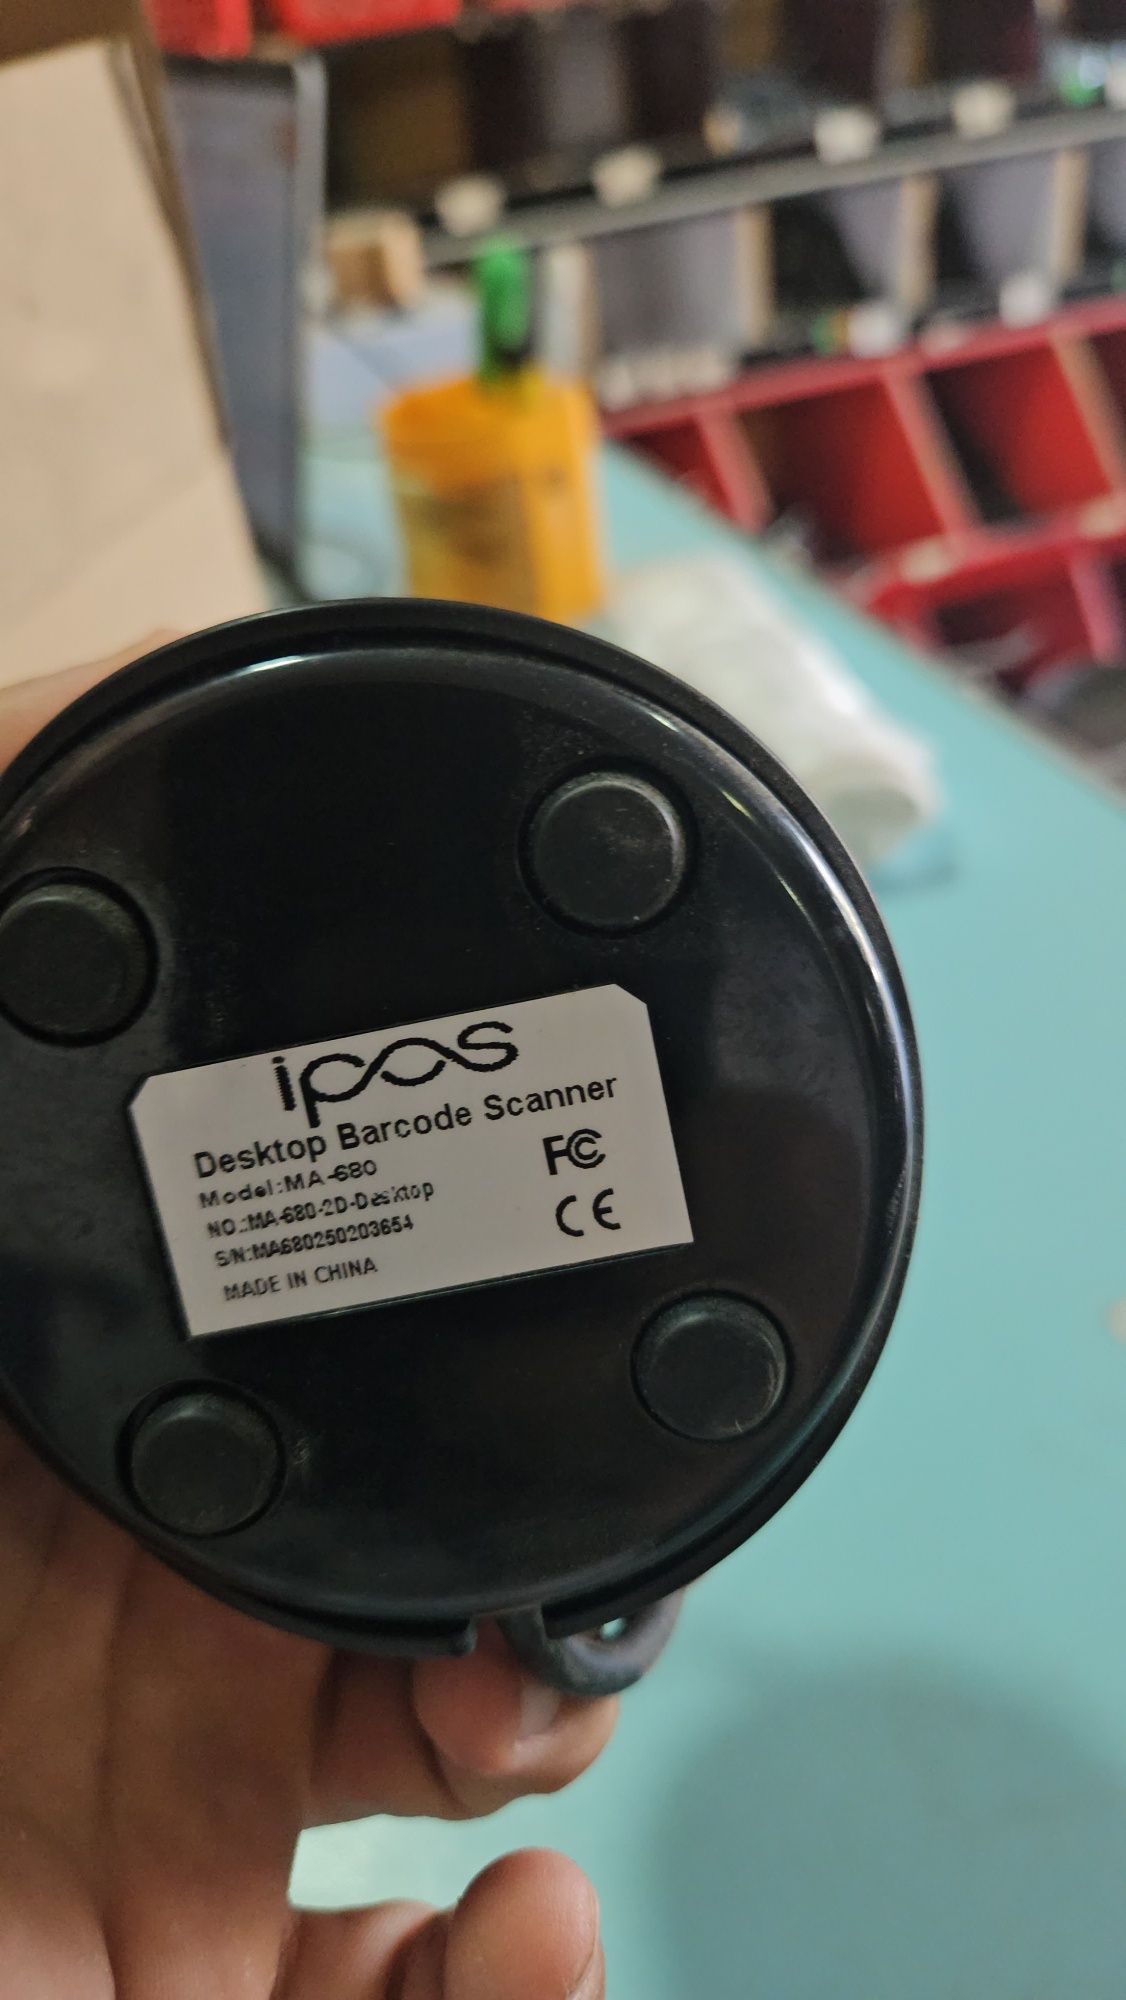 ipos
Desktop Barcode Scanner
Model:MA-680
NO.:MA-680-2D-Desktop
S/N:MA680250203654
MADE IN CHINA
FC
CE